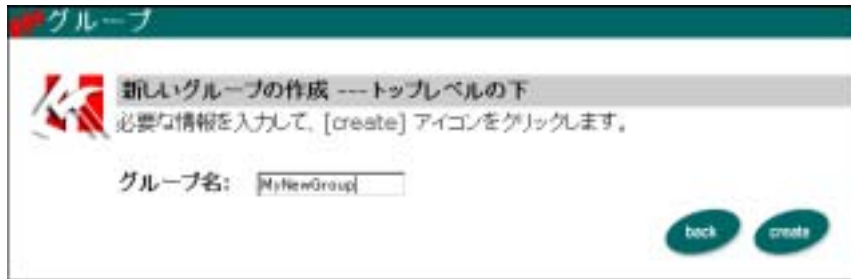 グループ
新しいグループの作成 ---トップレベルの下
必要な情報を入力して、[create] アイコンをクリックします。
グループ名: MyNewGroup
back create